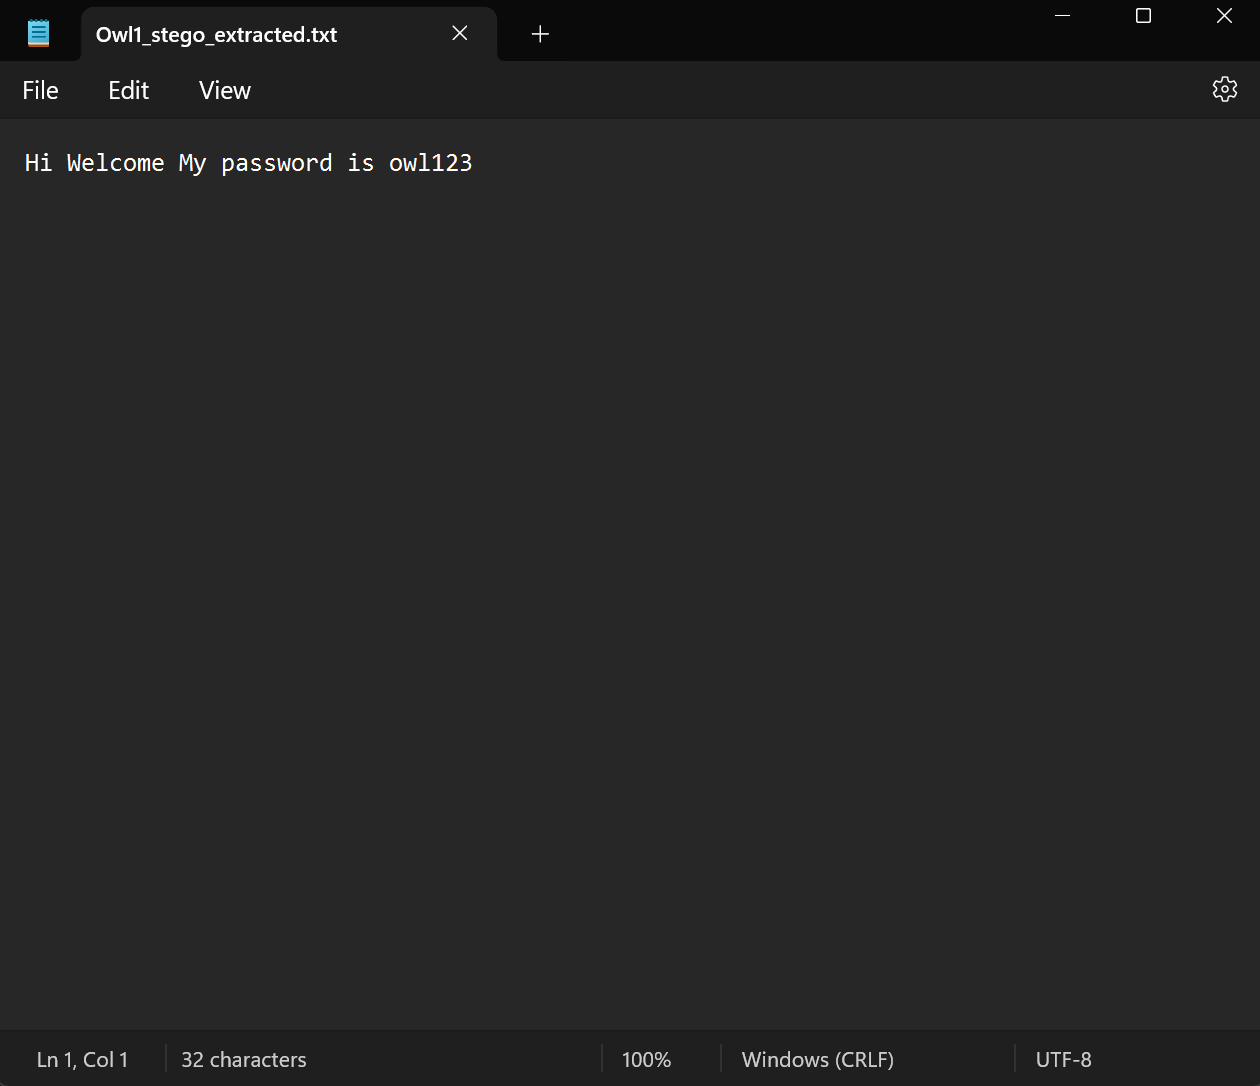 Owl1_stego_extracted.txt
File Edit View
Hi Welcome My password is owl123
Ln 1, Col 1 32 characters 100% Windows (CRLF) UTF-8